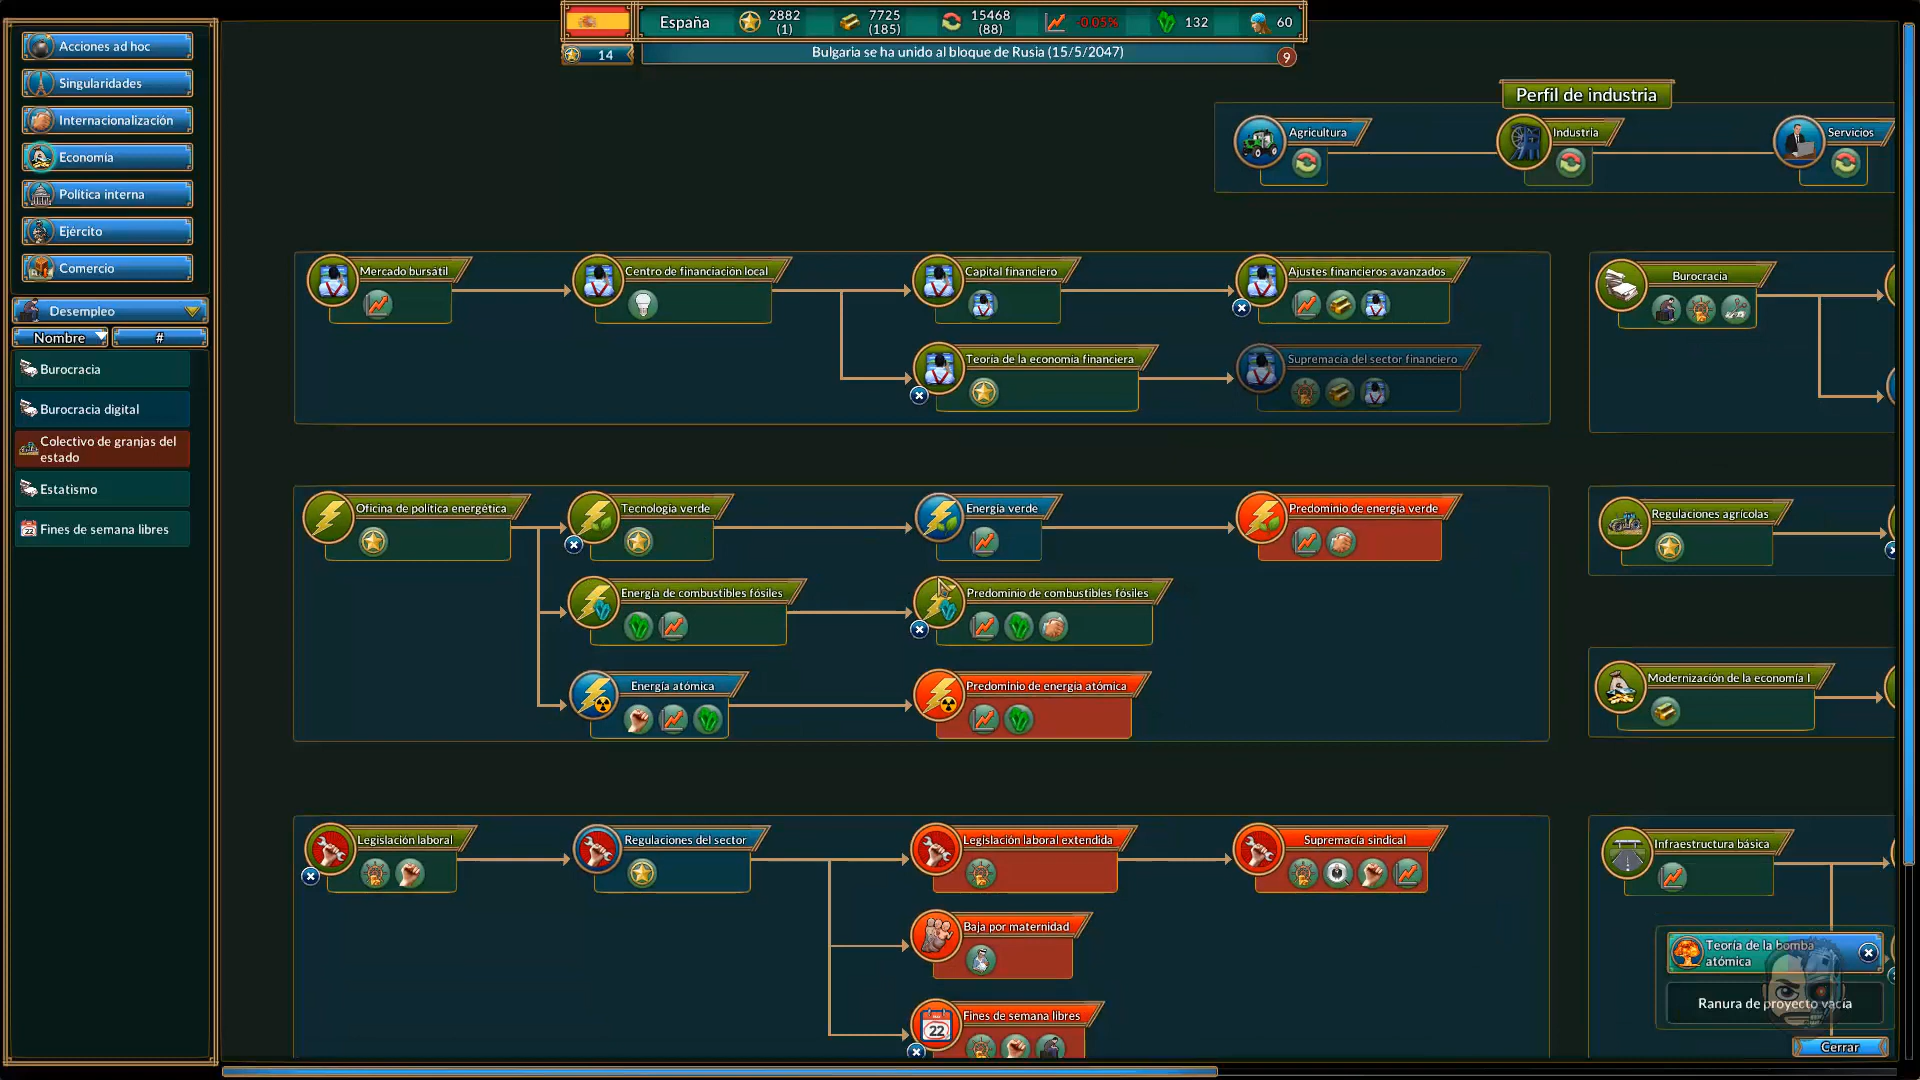 España
2882
(1)
7725
(185)
15468
(88)
-0.05%
132
60
14
Bulgaria se ha unido al bloque de Rusia (15/5/2047)
9
Acciones ad hoc
Singularidades
Internacionalización
Economía
Política interna
Ejército
Comercio
Desempleo
Nombre
#
Burocracia
Burocracia digital
Colectivo de granjas del
estado
Estatismo
Fines de semana libres
Perfil de industria
Agricultura
Industria
Servicios
Mercado bursátil
Centro de financiación local
Capital financiero
Ajustes financieros avanzados
Teoría de la economía financiera
Supremacía del sector financiero
Burocracia
Oficina de política energética
Tecnología verde
Energía verde
Predominio de energía verde
Energía de combustibles fósiles
Predominio de combustibles fósiles
Energía atómica
Predominio de energía atómica
Regulaciones agrícolas
Modernización de la economía I
Legislación laboral
Regulaciones del sector
Legislación laboral extendida
Supremacía sindical
Baja por maternidad
22
Fines de semana libres
Infraestructura básica
Teoría de la bomba
atómica
Ranura de proyecto vacía
Cerrar